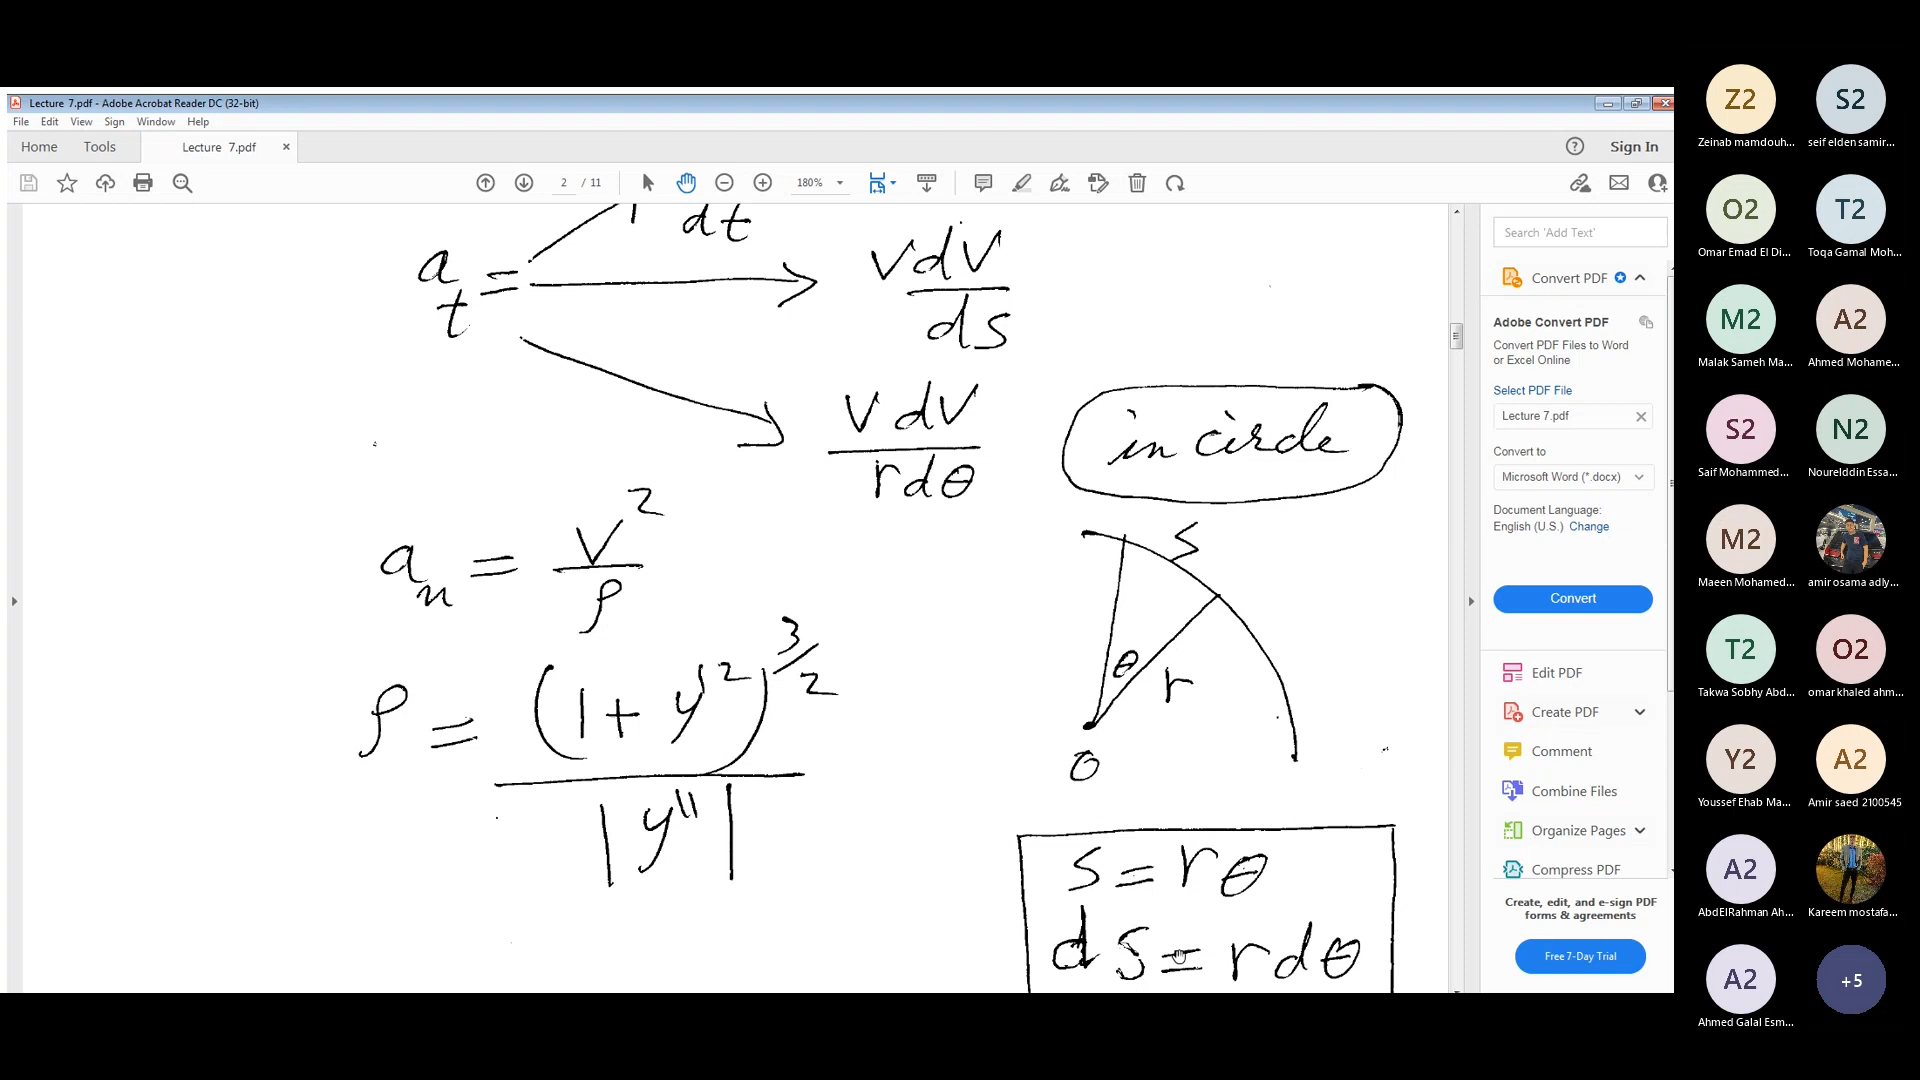 Lecture 7.pdf - Adobe Acrobat Reader DC (32-bit)
File Edit View Sign Window Help
Home Tools Lecture 7.pdf × Sign In
2 / 11 180%
dt
a_t = v dv / ds
v dv / r dθ
in circle
a_n = v² / ρ
ρ = (1 + y'²)^(3/2) / |y''|
s
θ
r
O
s = rθ
ds = r dθ
Search 'Add Text'
Convert PDF
Adobe Convert PDF
Convert PDF Files to Word
or Excel Online
Select PDF File
Lecture 7.pdf
Convert to
Microsoft Word (*.docx)
Document Language:
English (U.S.) Change
Convert
Edit PDF
Create PDF
Comment
Combine Files
Organize Pages
Compress PDF
Create, edit, and e-sign PDF
forms & agreements
Free 7-Day Trial
Z2 S2
Zeinab mamdouh... seif elden samir...
O2 T2
Omar Emad El Di... Toqa Gamal Moh...
M2 A2
Malak Sameh Ma... Ahmed Mohame...
S2 N2
Saif Mohammed... Nourelddin Essa...
M2
Maeen Mohamed... amir osama adly...
T2 O2
Takwa Sobhy Abd... omar khaled ahm...
Y2 A2
Youssef Ehab Ma... Amir saed 2100545
A2
AbdElRahman Ah... Kareem mostafa...
A2 +5
Ahmed Galal Esm...